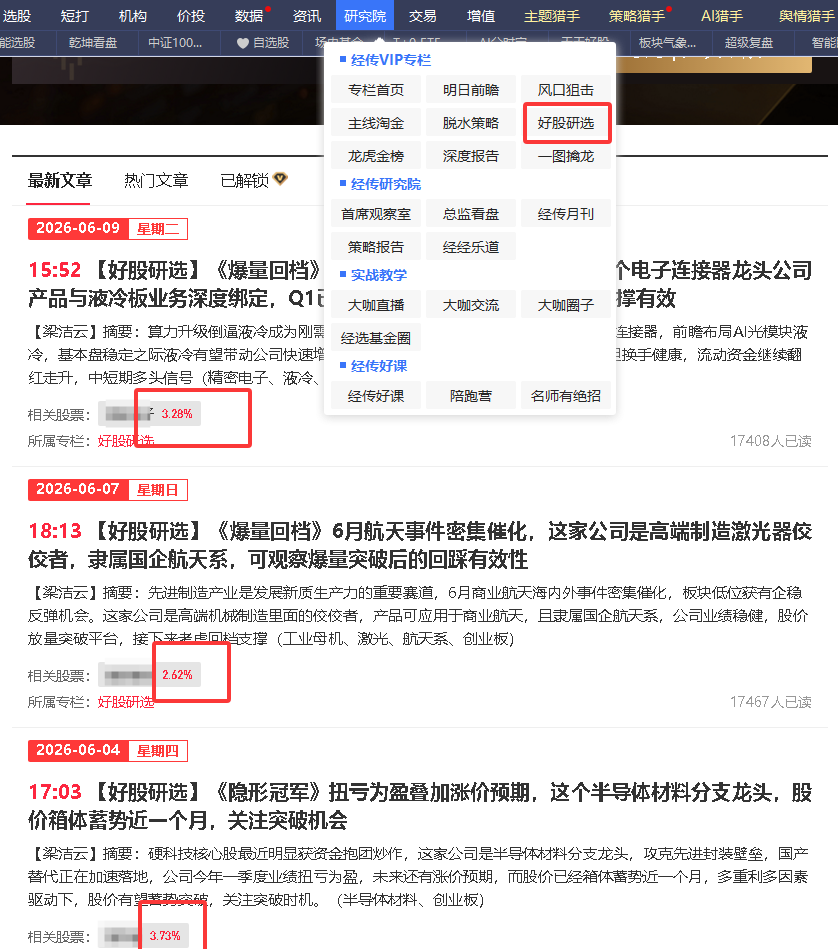 选股 短打 机构 价投 数据 资讯 研究院 交易 增值 主题猎手 策略猎手 AI猎手 舆情猎手
能选股 乾坤看盘 中证100... 自选股 板块气象... 超级复盘 智能
经传VIP专栏
专栏首页 明日前瞻 风口狙击
主线淘金 脱水策略 好股研选
龙虎金榜 深度报告 一图擒龙
经传研究院
首席观察室 总监看盘 经传月刊
策略报告 经经乐道
实战教学
大咖直播 大咖交流 大咖圈子
经选基金圈
经传好课
经传好课 陪跑营 名师有绝招
最新文章 热门文章 已解锁
2026-06-09 星期二
15:52 【好股研选】《爆量回档》 个电子连接器龙头公司
产品与液冷板业务深度绑定，Q1已 撑有效
【梁洁云】摘要：算力升级倒逼液冷成为刚需 连接器，前瞻布局AI光模块液
冷，基本盘稳定之际液冷有望带动公司快速增 换手健康，流动资金继续翻
红走升，中短期多头信号（精密电子、液冷、
相关股票： 3.28%
所属专栏：好股研选 17408人已读
2026-06-07 星期日
18:13 【好股研选】《爆量回档》6月航天事件密集催化，这家公司是高端制造激光器佼
佼者，隶属国企航天系，可观察爆量突破后的回踩有效性
【梁洁云】摘要：先进制造产业是发展新质生产力的重要赛道，6月商业航天海内外事件密集催化，板块低位获有企稳
反弹机会。这家公司是高端机械制造里面的佼佼者，产品可应用于商业航天，且隶属国企航天系，公司业绩稳健，股价
放量突破平台，接下来考虑回档支撑（工业母机、激光、航天系、创业板）
相关股票： 2.62%
所属专栏：好股研选 17467人已读
2026-06-04 星期四
17:03 【好股研选】《隐形冠军》扭亏为盈叠加涨价预期，这个半导体材料分支龙头，股
价箱体蓄势近一个月，关注突破机会
【梁洁云】摘要：硬科技核心股最近明显获资金抱团炒作，这家公司是半导体材料分支龙头，攻克先进封装壁垒，国产
替代正在加速落地，公司今年一季度业绩扭亏为盈，未来还有涨价预期，而股价已经箱体蓄势近一个月，多重利多因素
驱动下，股价有望蓄势突破，关注突破时机。（半导体材料、创业板）
相关股票： 3.73%